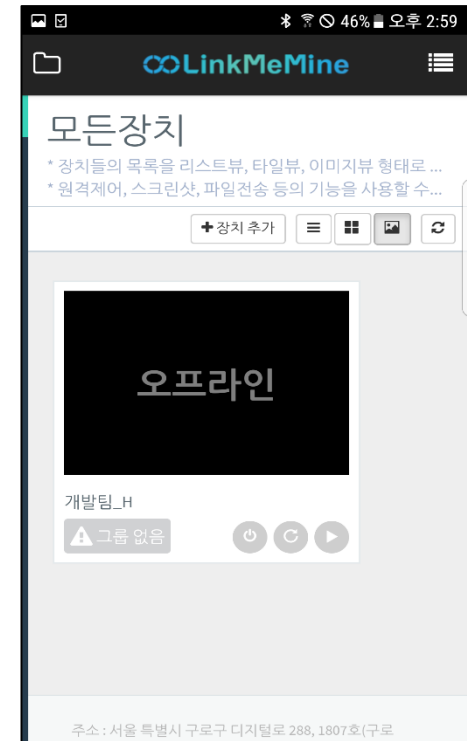 46% 오후 2:59
LinkMeMine
모든장치
* 장치들의 목록을 리스트뷰, 타일뷰, 이미지뷰 형태로 ...
* 원격제어, 스크린샷, 파일전송 등의 기능을 사용할 수...
장치 추가
오프라인
개발팀_H
그룹 없음
주소 : 서울 특별시 구로구 디지털로 288, 1807호(구로